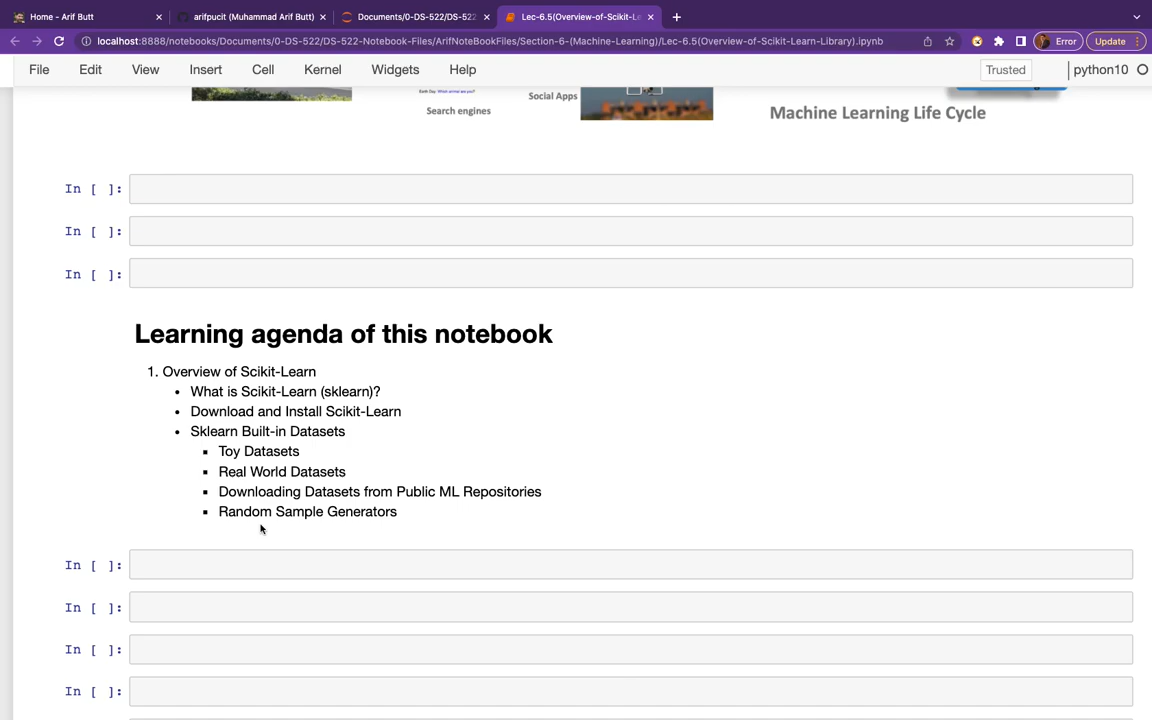 Home - Arif Butt
arifpucit (Muhammad Arif Butt)
Documents/0-DS-522/DS-522
Lec-6.5(Overview-of-Scikit-Le
localhost:8888/notebooks/Documents/0-DS-522/DS-522-Notebook-Files/ArifNoteBookFiles/Section-6-(Machine-Learning)/Lec-6.5(Overview-of-Scikit-Learn-Library).ipynb
Error
Update
File Edit View Insert Cell Kernel Widgets Help
Trusted
python10
Search engines
Social Apps
Machine Learning Life Cycle
In [ ]:
In [ ]:
In [ ]:
Learning agenda of this notebook
1. Overview of Scikit-Learn
• What is Scikit-Learn (sklearn)?
• Download and Install Scikit-Learn
• Sklearn Built-in Datasets
▪ Toy Datasets
▪ Real World Datasets
▪ Downloading Datasets from Public ML Repositories
▪ Random Sample Generators
In [ ]:
In [ ]:
In [ ]:
In [ ]: